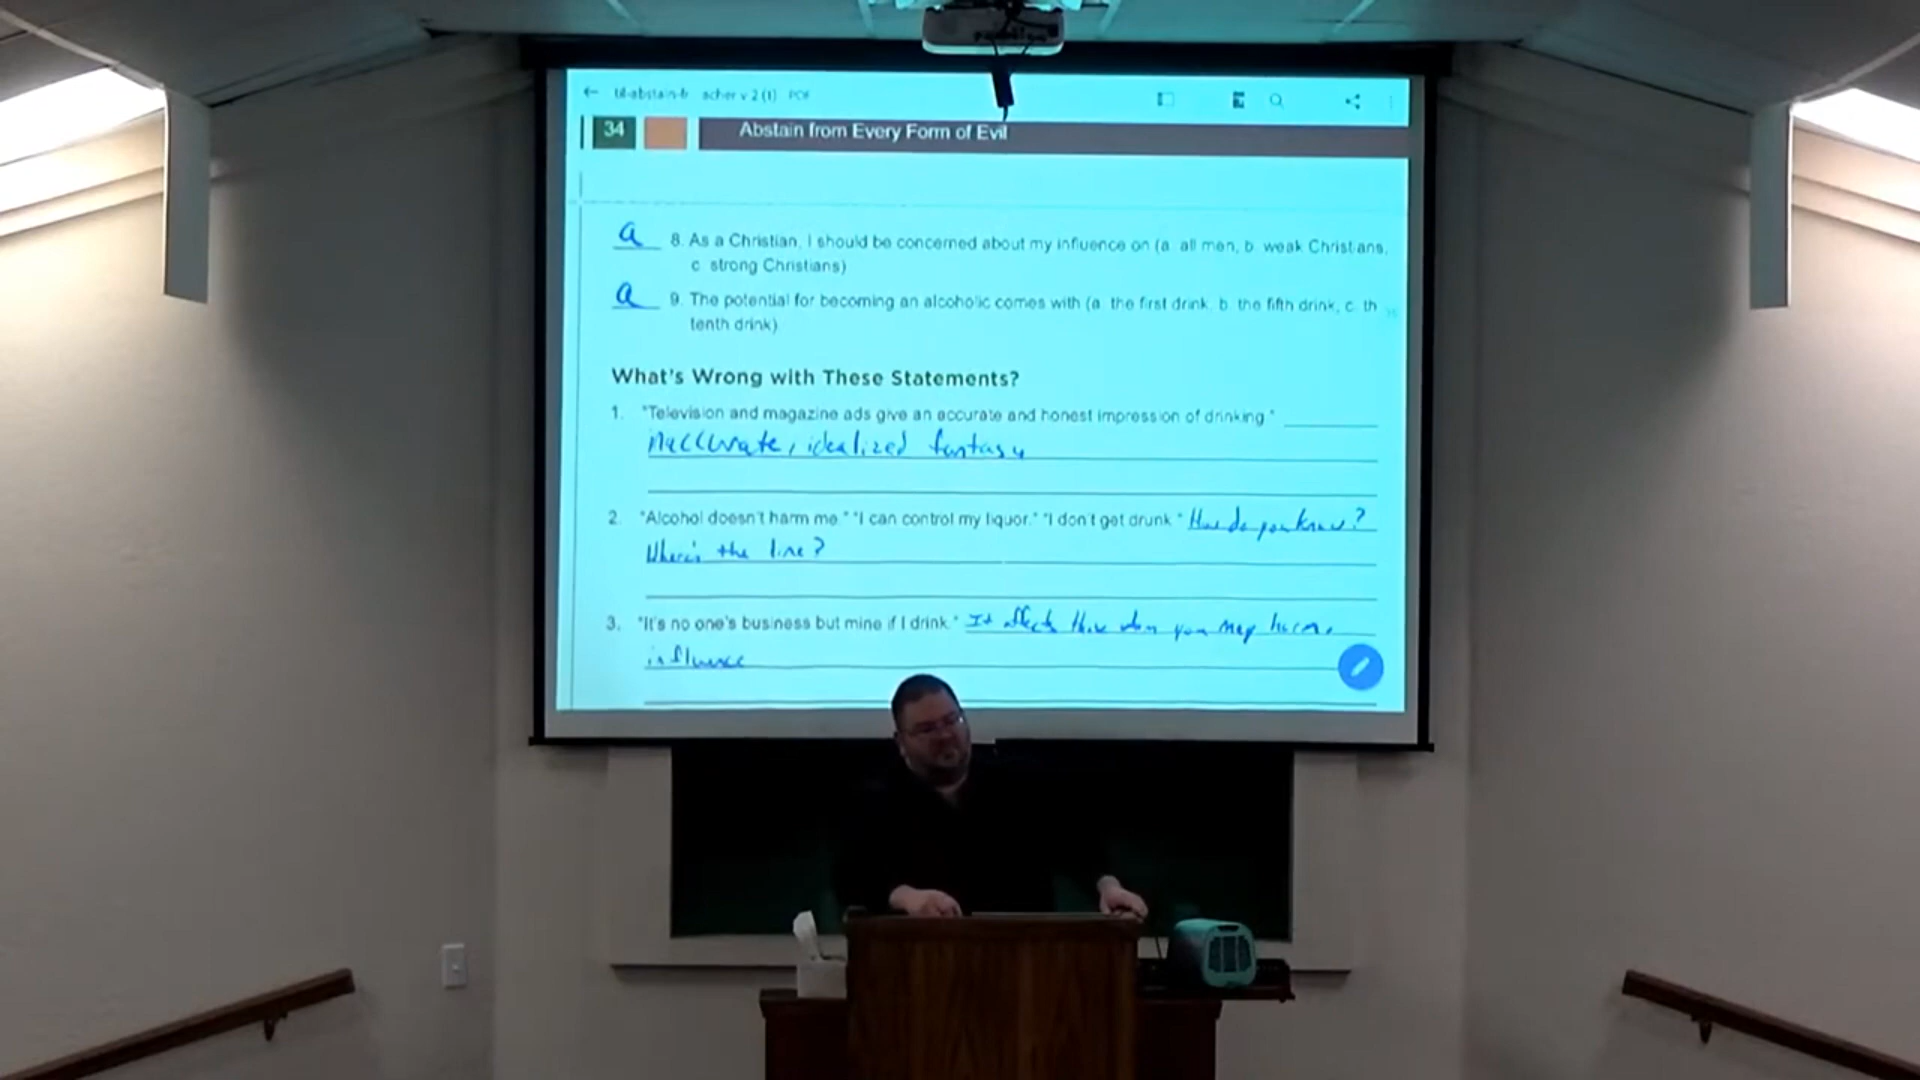 34 Abstain from Every Form of Evil
a 8. As a Christian, I should be concerned about my influence on (a. all men, b. weak Christians,
c. strong Christians)
a 9. The potential for becoming an alcoholic comes with (a. the first drink, b. the fifth drink, c. th
tenth drink)
What's Wrong with These Statements?
1. "Television and magazine ads give an accurate and honest impression of drinking."
inaccurate, idealized fantasy
2. "Alcohol doesn't harm me." "I can control my liquor." "I don't get drunk." How do you know?
Where's the line?
3. "It's no one's business but mine if I drink." It affects those whom you may harm,
influence